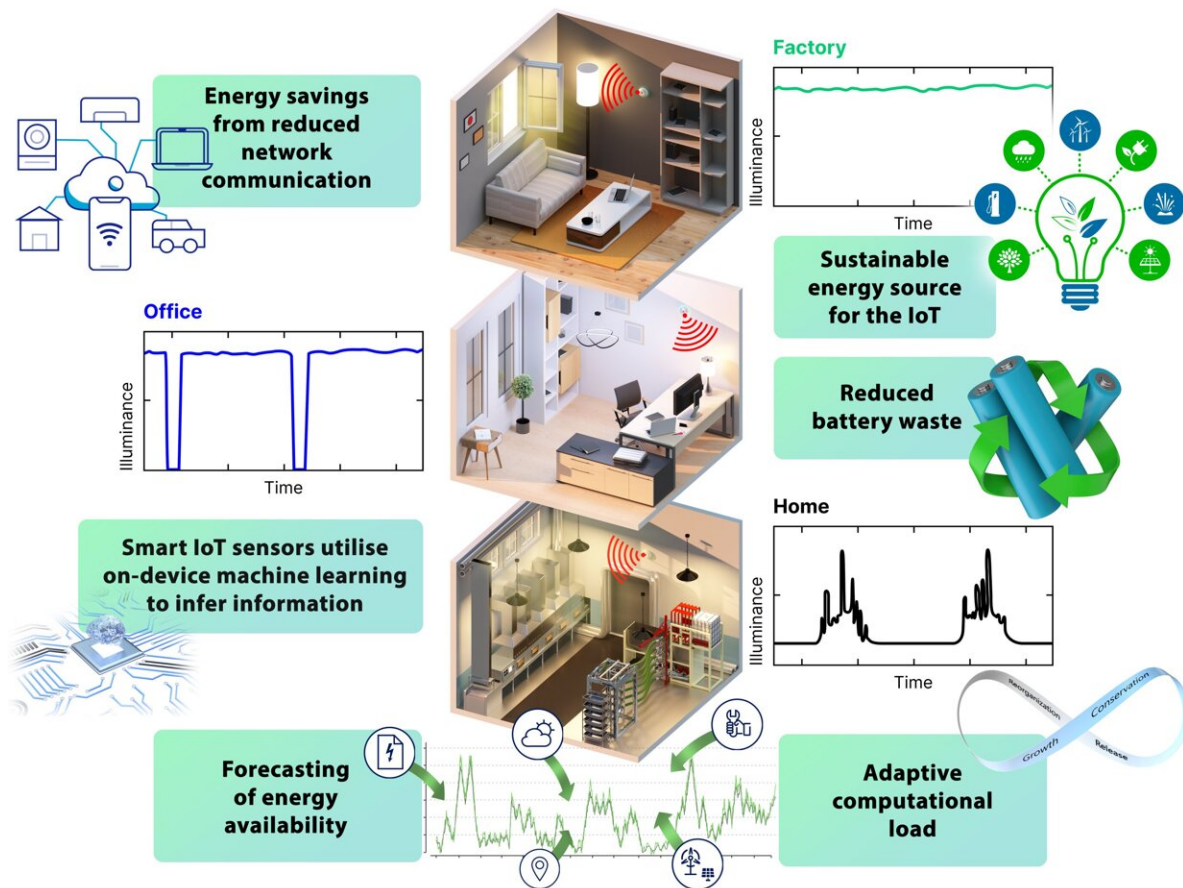 Energy savings
from reduced
network
communication
Factory
Illuminance
Time
Sustainable
energy source
for the IoT
Office
Illuminance
Time
Reduced
battery waste
Smart IoT sensors utilise
on-device machine learning
to infer information
Home
Illuminance
Time
Reorganization
Conservation
Growth
Release
Forecasting
of energy
availability
Adaptive
computational
load